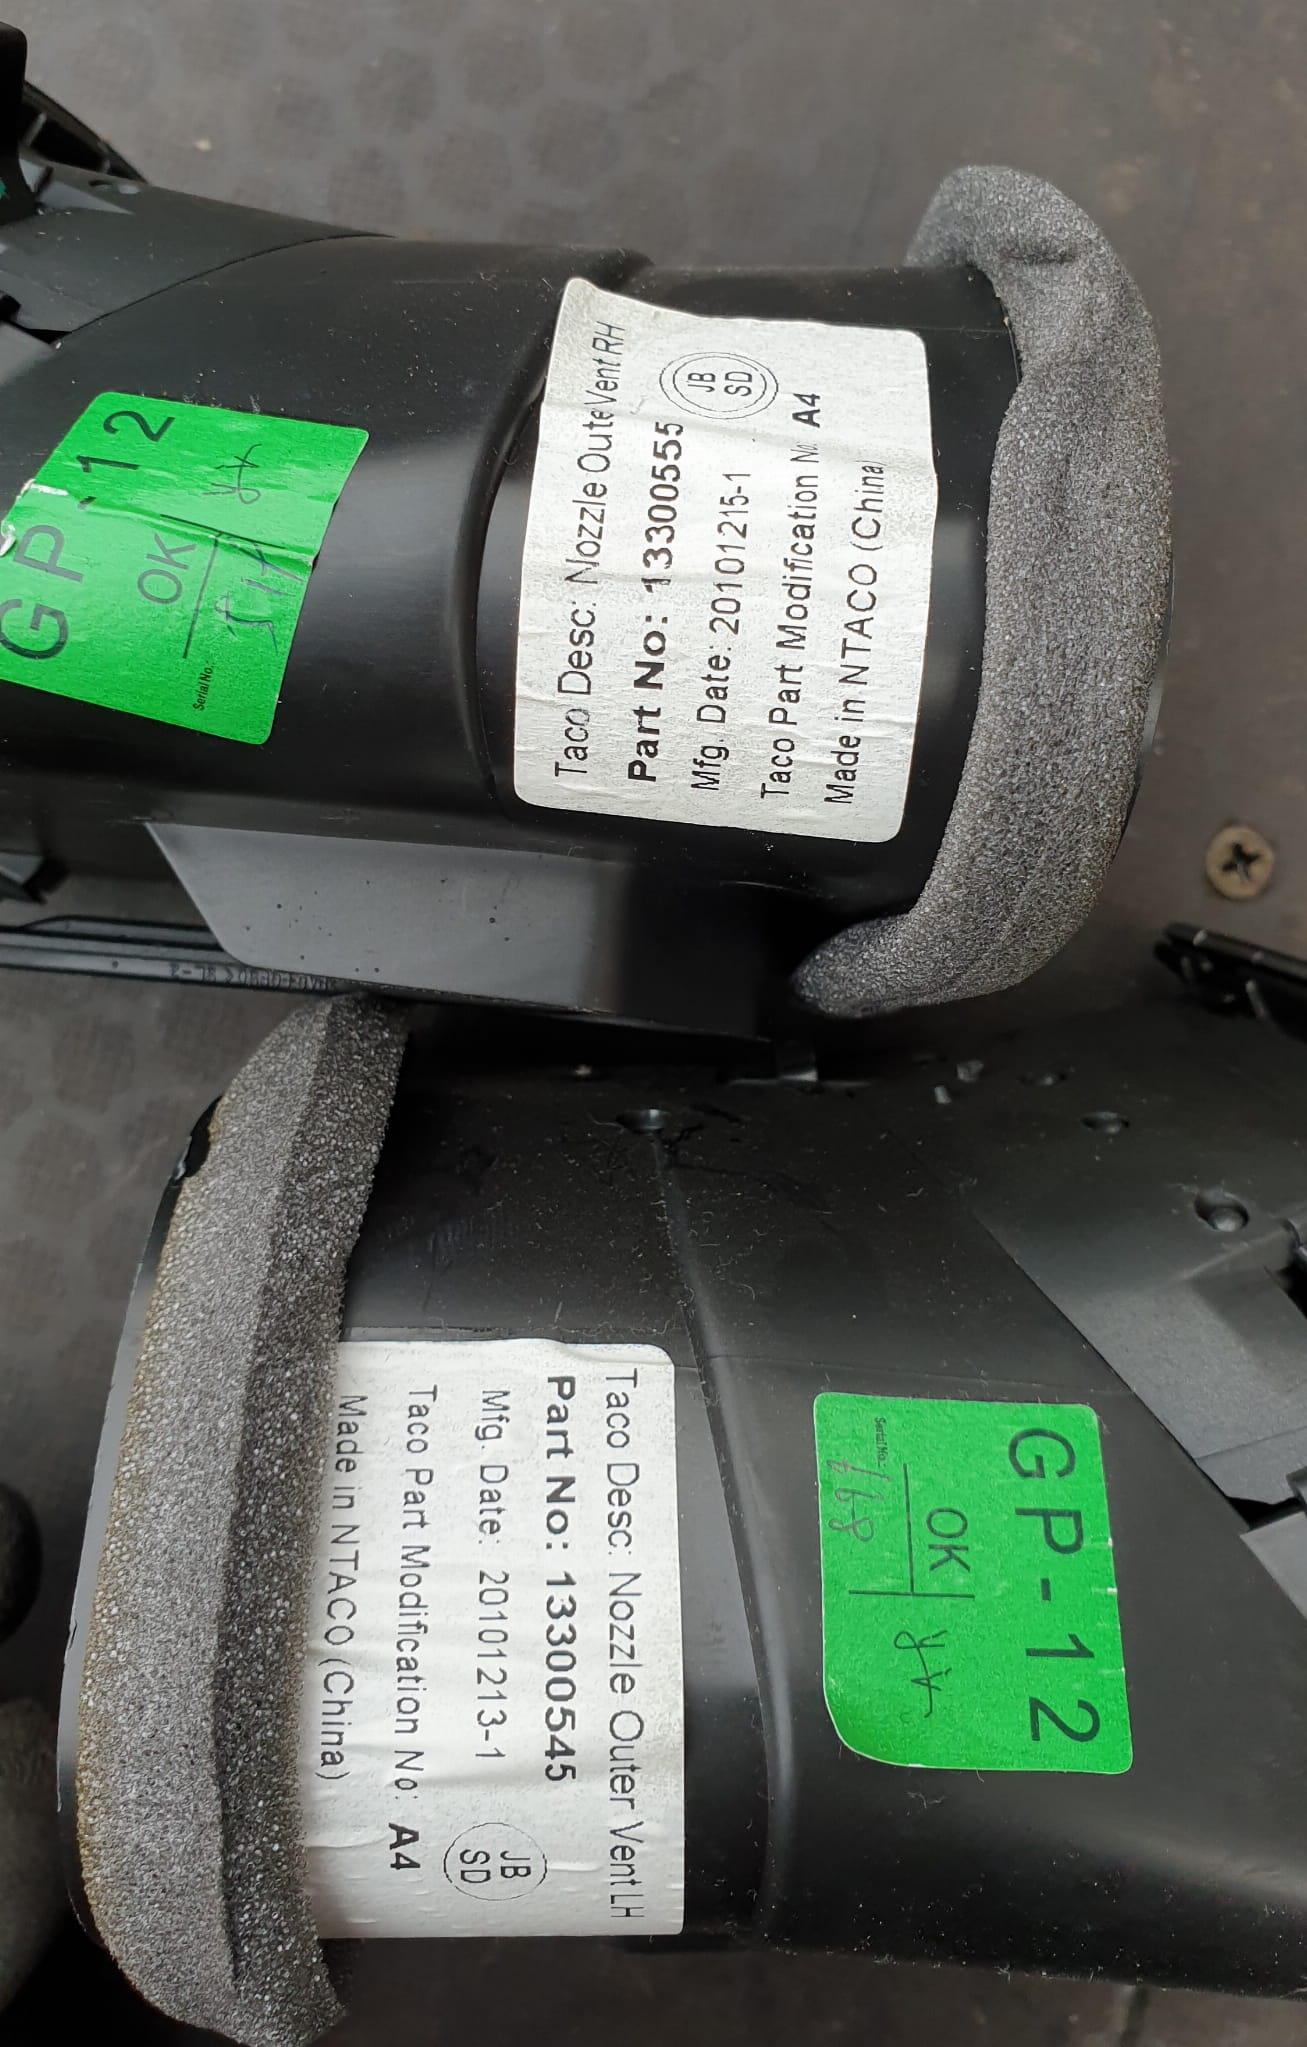 Taco Desc: Nozzle Oute Vent RH
Part No: 13300555
Mfg. Date: 20101215-1
JB
SD
Taco Part Modification No A4
Made in NTACO (China)
GP-12
OK
Serial No.
Taco Desc: Nozzle Outer Vent LH
Part No: 13300545
Mfg. Date: 20101213-1
JB
SD
Taco Part Modification No: A4
Made in NTACO (China)
GP-12
OK
Serial No.